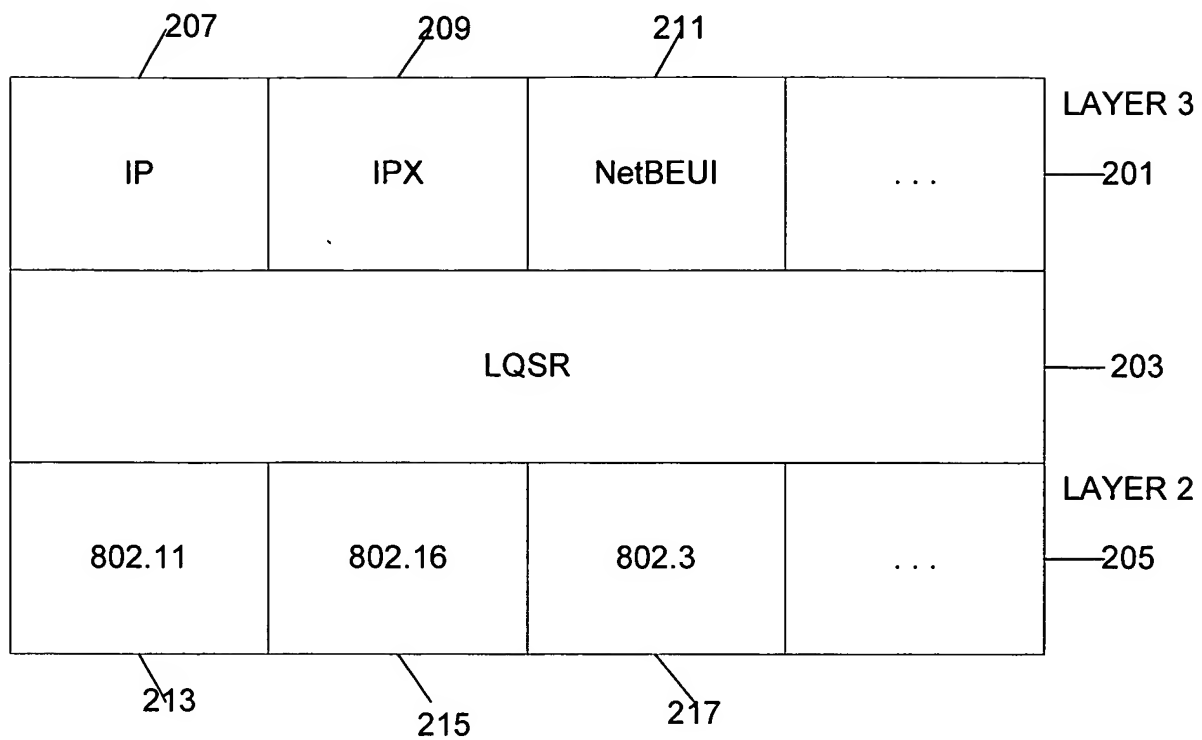 207 209 211
LAYER 3
IP IPX NetBEUI . . . 201
LQSR 203
LAYER 2
802.11 802.16 802.3 . . . 205
213 215 217